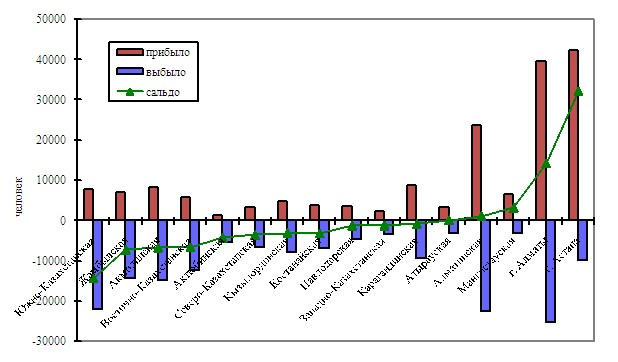 50000
40000
30000
20000
10000
0
-10000
-20000
-30000
человек
прибыло
выбыло
сальдо
Южно-Казахстанская
Жамбылская
Акмолинская
Восточно-Казахстанская
Актюбинская
Северо-Казахстанская
Кызылординская
Костанайская
Павлодарская
Западно-Казахстанская
Карагандинская
Атырауская
Алматинская
Мангистауская
г. Алматы
г. Астана